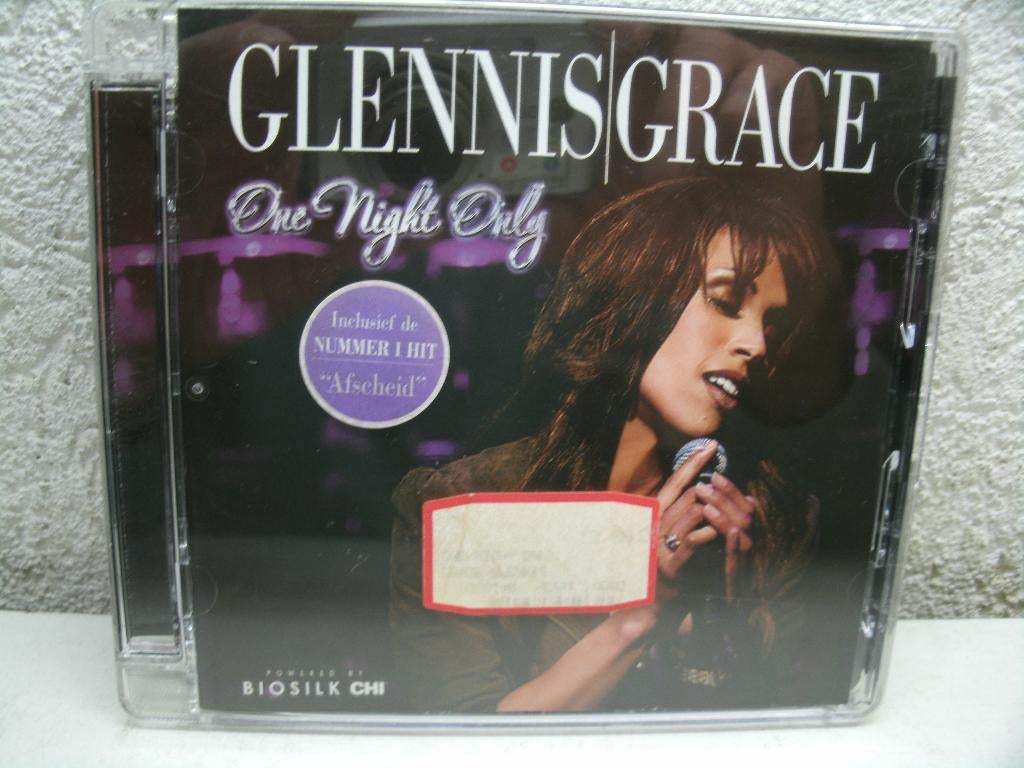 GLENNIS|GRACE
One Night Only
Inclusief de
NUMMER 1 HIT
"Afscheid"
POWERED BY
BIOSILK CHI